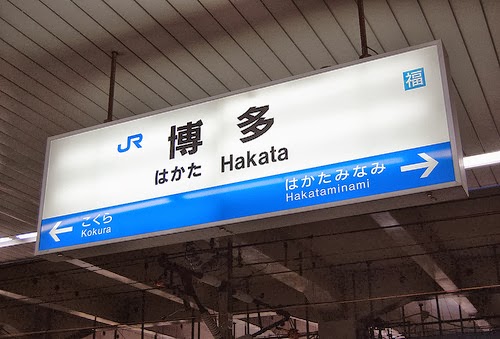 福
JR 博多
はかた Hakata
はかたみなみ
Hakataminami
こくら
Kokura